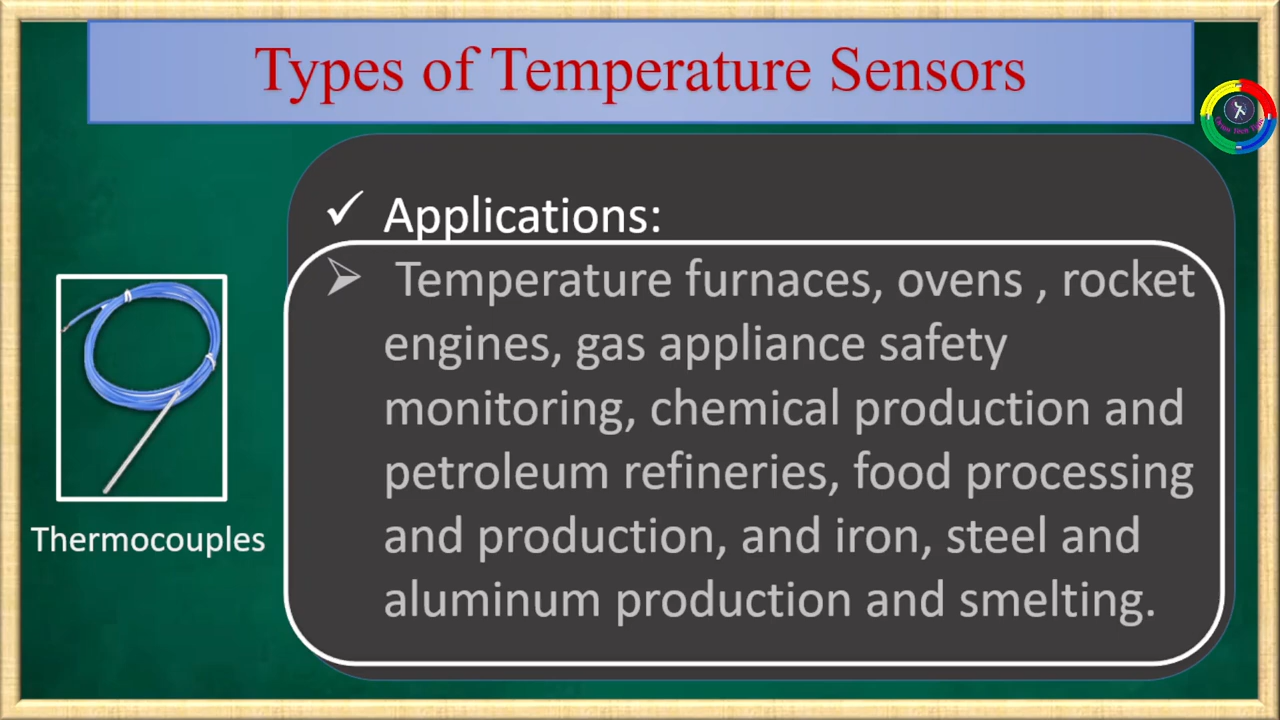 Types of Temperature Sensors
✓ Applications:
➢ Temperature furnaces, ovens , rocket
engines, gas appliance safety
monitoring, chemical production and
petroleum refineries, food processing
and production, and iron, steel and
aluminum production and smelting.
Thermocouples